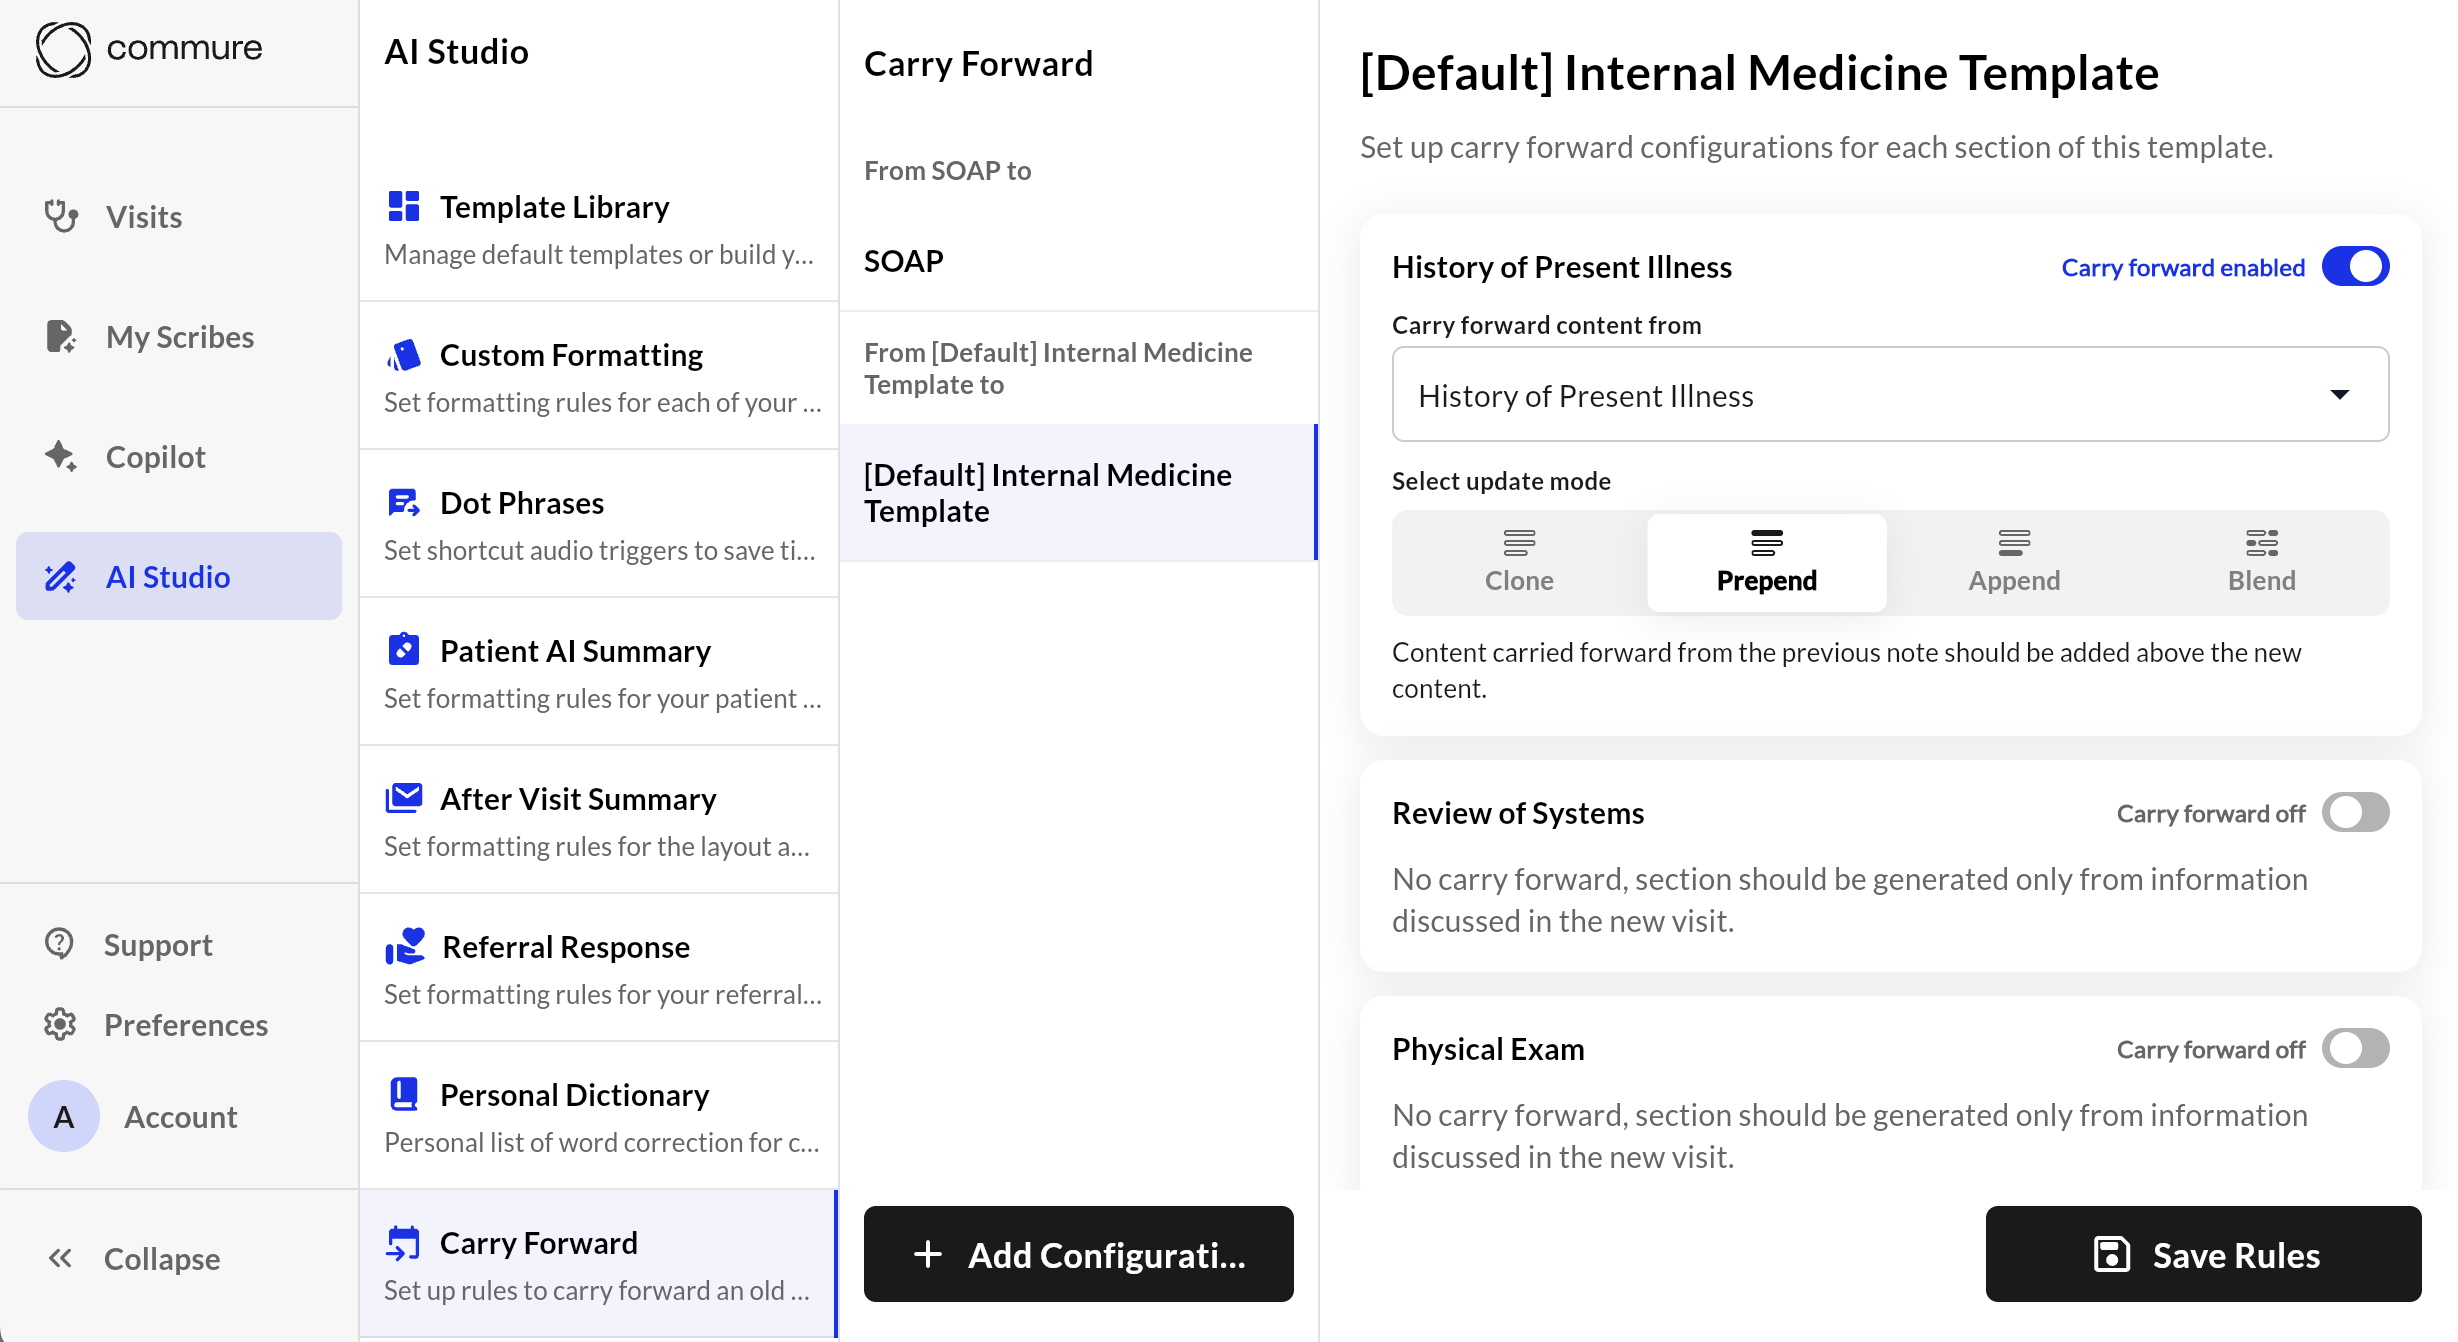 commure
Visits
My Scribes
Copilot
AI Studio
Support
Preferences
A
Account
Collapse
AI Studio
Template Library
Manage default templates or build y...
Custom Formatting
Set formatting rules for each of your ...
Dot Phrases
Set shortcut audio triggers to save ti...
Patient AI Summary
Set formatting rules for your patient ...
After Visit Summary
Set formatting rules for the layout a...
Referral Response
Set formatting rules for your referral...
Personal Dictionary
Personal list of word correction for c...
Carry Forward
Set up rules to carry forward an old ...
Carry Forward
From SOAP to
SOAP
From [Default] Internal Medicine
Template to
[Default] Internal Medicine
Template
Add Configurati...
[Default] Internal Medicine Template
Set up carry forward configurations for each section of this template.
History of Present Illness
Carry forward enabled
Carry forward content from
History of Present Illness
Select update mode
Clone
Prepend
Append
Blend
Content carried forward from the previous note should be added above the new
content.
Review of Systems
Carry forward off
No carry forward, section should be generated only from information
discussed in the new visit.
Physical Exam
Carry forward off
No carry forward, section should be generated only from information
discussed in the new visit.
Save Rules